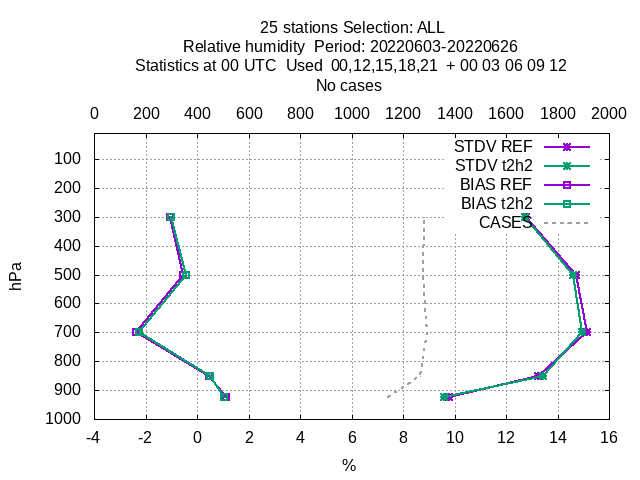 25 stations Selection: ALL
Relative humidity  Period: 20220603-20220626
Statistics at 00 UTC  Used  00,12,15,18,21  + 00 03 06 09 12
No cases
0 200 400 600 800 1000 1200 1400 1600 1800 2000
STDV REF
STDV t2h2
BIAS REF
BIAS t2h2
CASES
100
200
300
400
500
600
700
800
900
1000
hPa
-4 -2 0 2 4 6 8 10 12 14 16
%